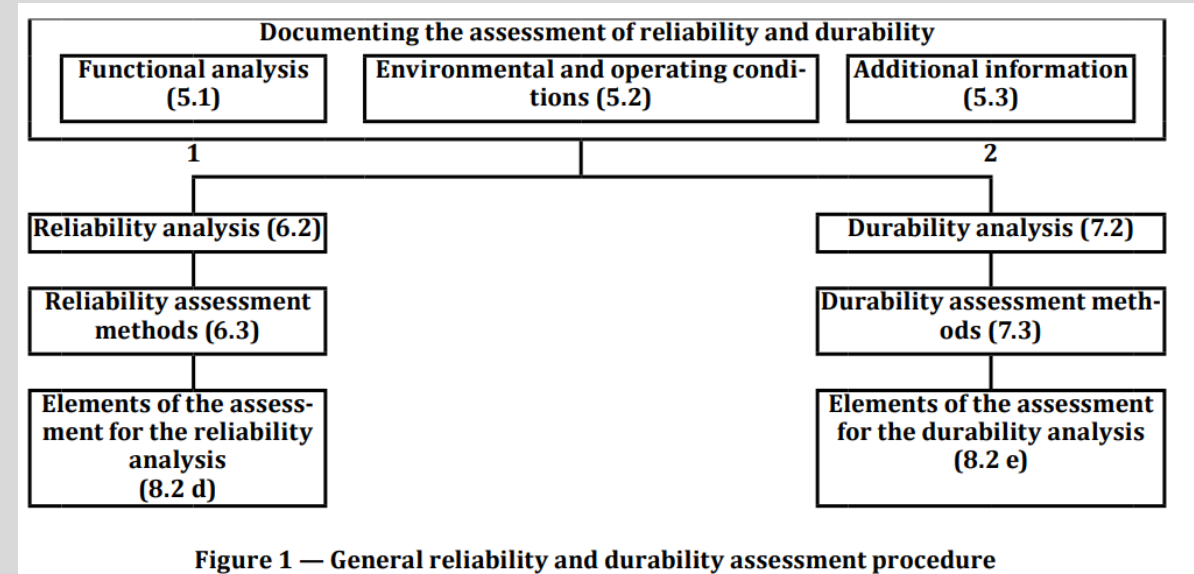 Documenting the assessment of reliability and durability
Functional analysis
(5.1)
Environmental and operating condi-
tions (5.2)
Additional information
(5.3)
1
2
Reliability analysis (6.2)
Durability analysis (7.2)
Reliability assessment
methods (6.3)
Durability assessment meth-
ods (7.3)
Elements of the assess-
ment for the reliability
analysis
(8.2 d)
Elements of the assessment
for the durability analysis
(8.2 e)
Figure 1 — General reliability and durability assessment procedure